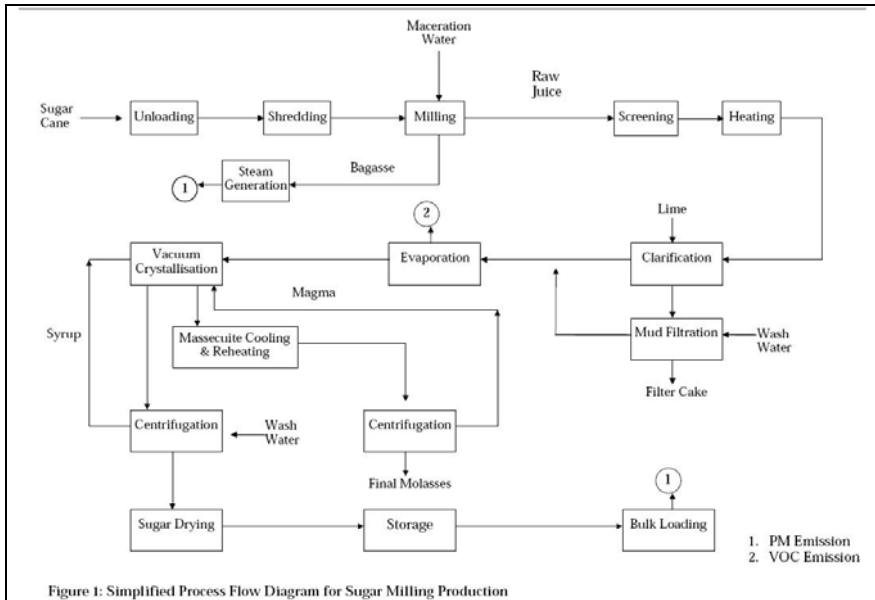 Maceration
Water
Raw
Juice
Sugar
Cane
Unloading
Shredding
Milling
Screening
Heating
Steam
Generation
Bagasse
1
2
Lime
Vacuum
Crystallisation
Evaporation
Clarification
Magma
Syrup
Massecuite Cooling
& Reheating
Mud Filtration
Wash
Water
Filter Cake
Centrifugation
Wash
Water
Centrifugation
Final Molasses
1
Sugar Drying
Storage
Bulk Loading
1. PM Emission
2. VOC Emission
Figure 1: Simplified Process Flow Diagram for Sugar Milling Production